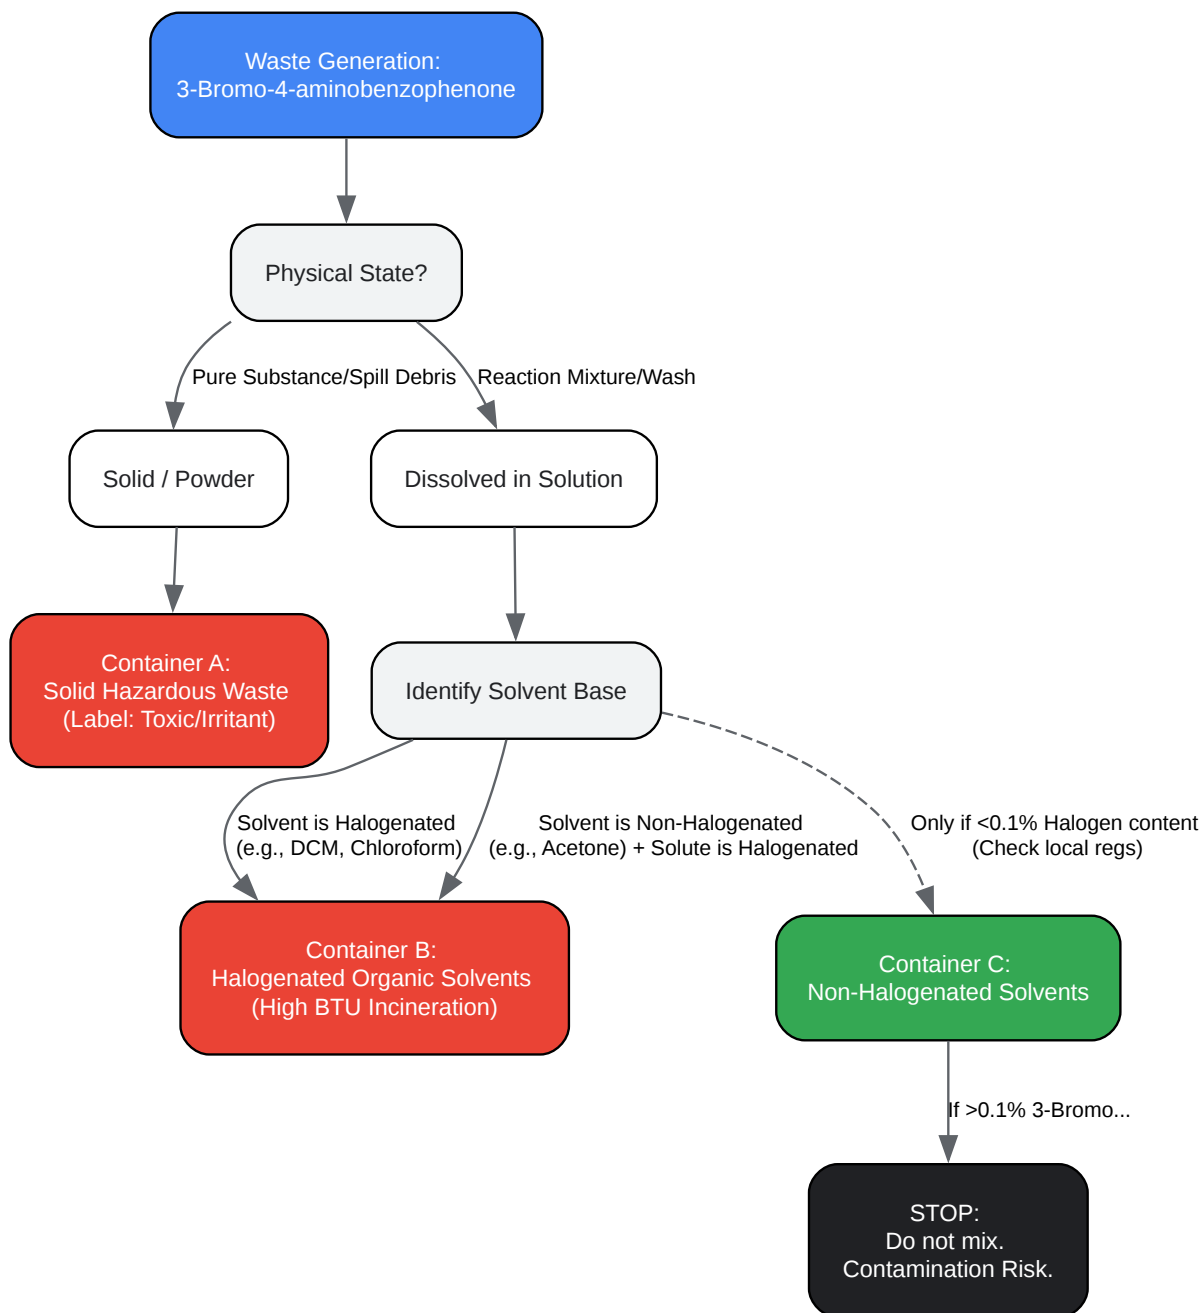 Waste Generation:
3-Bromo-4-aminobenzophenone
Physical State?
Pure Substance/Spill Debris
Reaction Mixture/Wash
Solid / Powder
Dissolved in Solution
Container A:
Solid Hazardous Waste
(Label: Toxic/Irritant)
Identify Solvent Base
Solvent is Halogenated
(e.g., DCM, Chloroform)
Solvent is Non-Halogenated
(e.g., Acetone) + Solute is Halogenated
Only if <0.1% Halogen content
(Check local regs)
Container B:
Halogenated Organic Solvents
(High BTU Incineration)
Container C:
Non-Halogenated Solvents
If >0.1% 3-Bromo...
STOP:
Do not mix.
Contamination Risk.